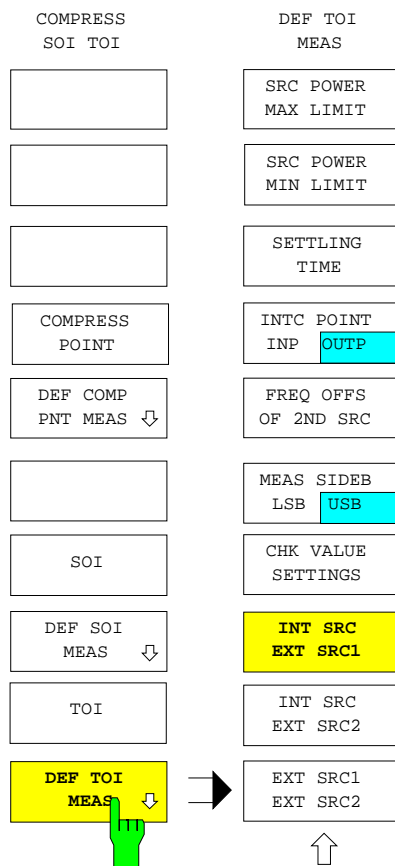 COMPRESS
SOI TOI
COMPRESS
POINT
DEF COMP
PNT MEAS
SOI
DEF SOI
MEAS
TOI
DEF TOI
MEAS
DEF TOI
MEAS
SRC POWER
MAX LIMIT
SRC POWER
MIN LIMIT
SETTLING
TIME
INTC POINT
INP OUTP
FREQ OFFS
OF 2ND SRC
MEAS SIDEB
LSB USB
CHK VALUE
SETTINGS
INT SRC
EXT SRC1
INT SRC
EXT SRC2
EXT SRC1
EXT SRC2